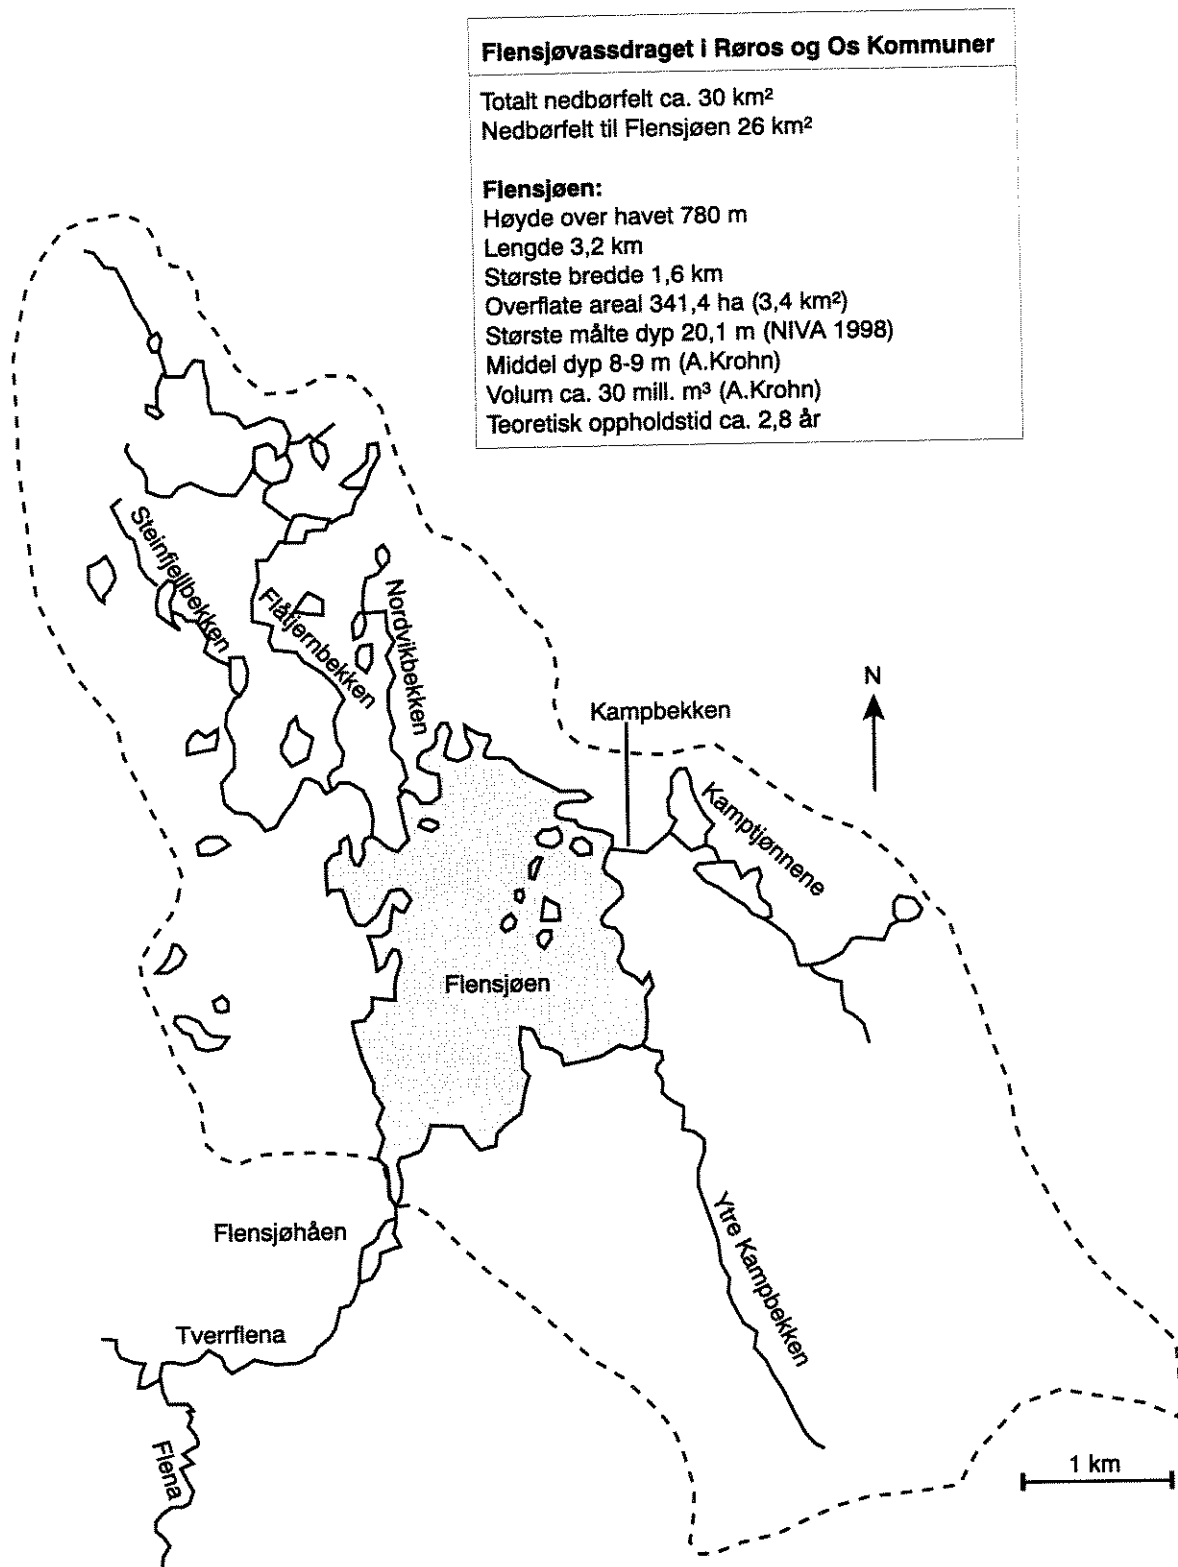 Flensjøvassdraget i Røros og Os Kommuner
Totalt nedbørfelt ca. 30 km²
Nedbørfelt til Flensjøen 26 km²
Flensjøen:
Høyde over havet 780 m
Lengde 3,2 km
Største bredde 1,6 km
Overflate areal 341,4 ha (3,4 km²)
Største målte dyp 20,1 m (NIVA 1998)
Middel dyp 8-9 m (A.Krohn)
Volum ca. 30 mill. m³ (A.Krohn)
Teoretisk oppholdstid ca. 2,8 år
Steinfjellbekken
Flåtjernbekken
Nordvikbekken
Kampbekken
N
Kamptjønnene
Flensjøen
Flensjøhåen
Ytre Kampbekken
Tverrflena
Flena
1 km